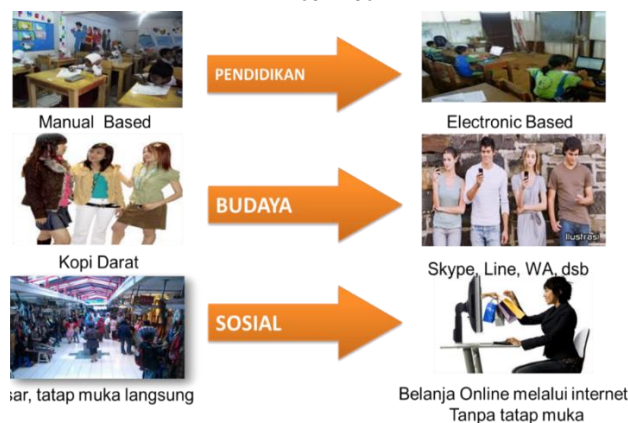 PENDIDIKAN
Manual Based
Electronic Based
BUDAYA
Ilustrasi
Kopi Darat
Skype, Line, WA, dsb
SOSIAL
sar, tatap muka langsung
Belanja Online melalui internet
Tanpa tatap muka